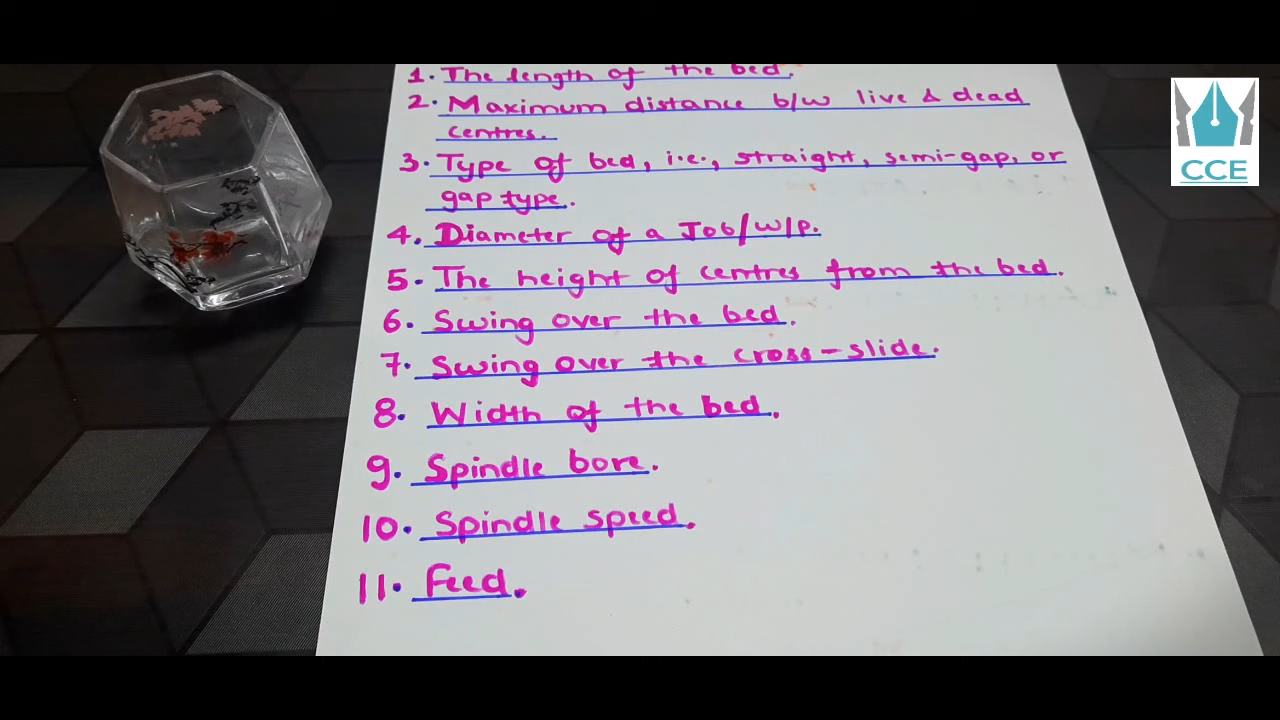 1. The length of the bed.
2. Maximum distance b/w live & dead
centres.
3. Type of bed, i.e., straight, semi-gap, or
gap type.
4. Diameter of a Job/w/p.
5. The height of centres from the bed.
6. Swing over the bed.
7. Swing over the cross-slide.
8. Width of the bed.
9. Spindle bore.
10. Spindle speed.
11. Feed.
CCE